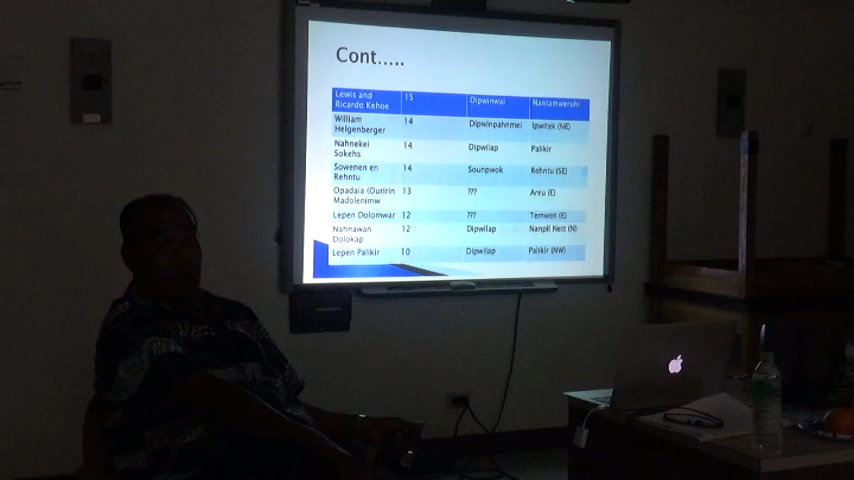 Cont.....
Lewis and Ricardo Kehoe 15 Dipwinwai Nantamwerohi
William Helgenberger 14 Dipwinpahnmei Ipwitek (NE)
Nahnekei Sokehs 14 Dipwilap Palikir
Sowenen en Rehntu 14 Sounpwok Rehntu (SE)
Opadaia (Ouririn Madolenimw 13 ??? Areu (E)
Lepen Dolomwar 12 ??? Temwen (E)
Nahnawan Dolokap 12 Dipwilap Nanpil Nett (N)
Lepen Palikir 10 Dipwilap Palikir (NW)